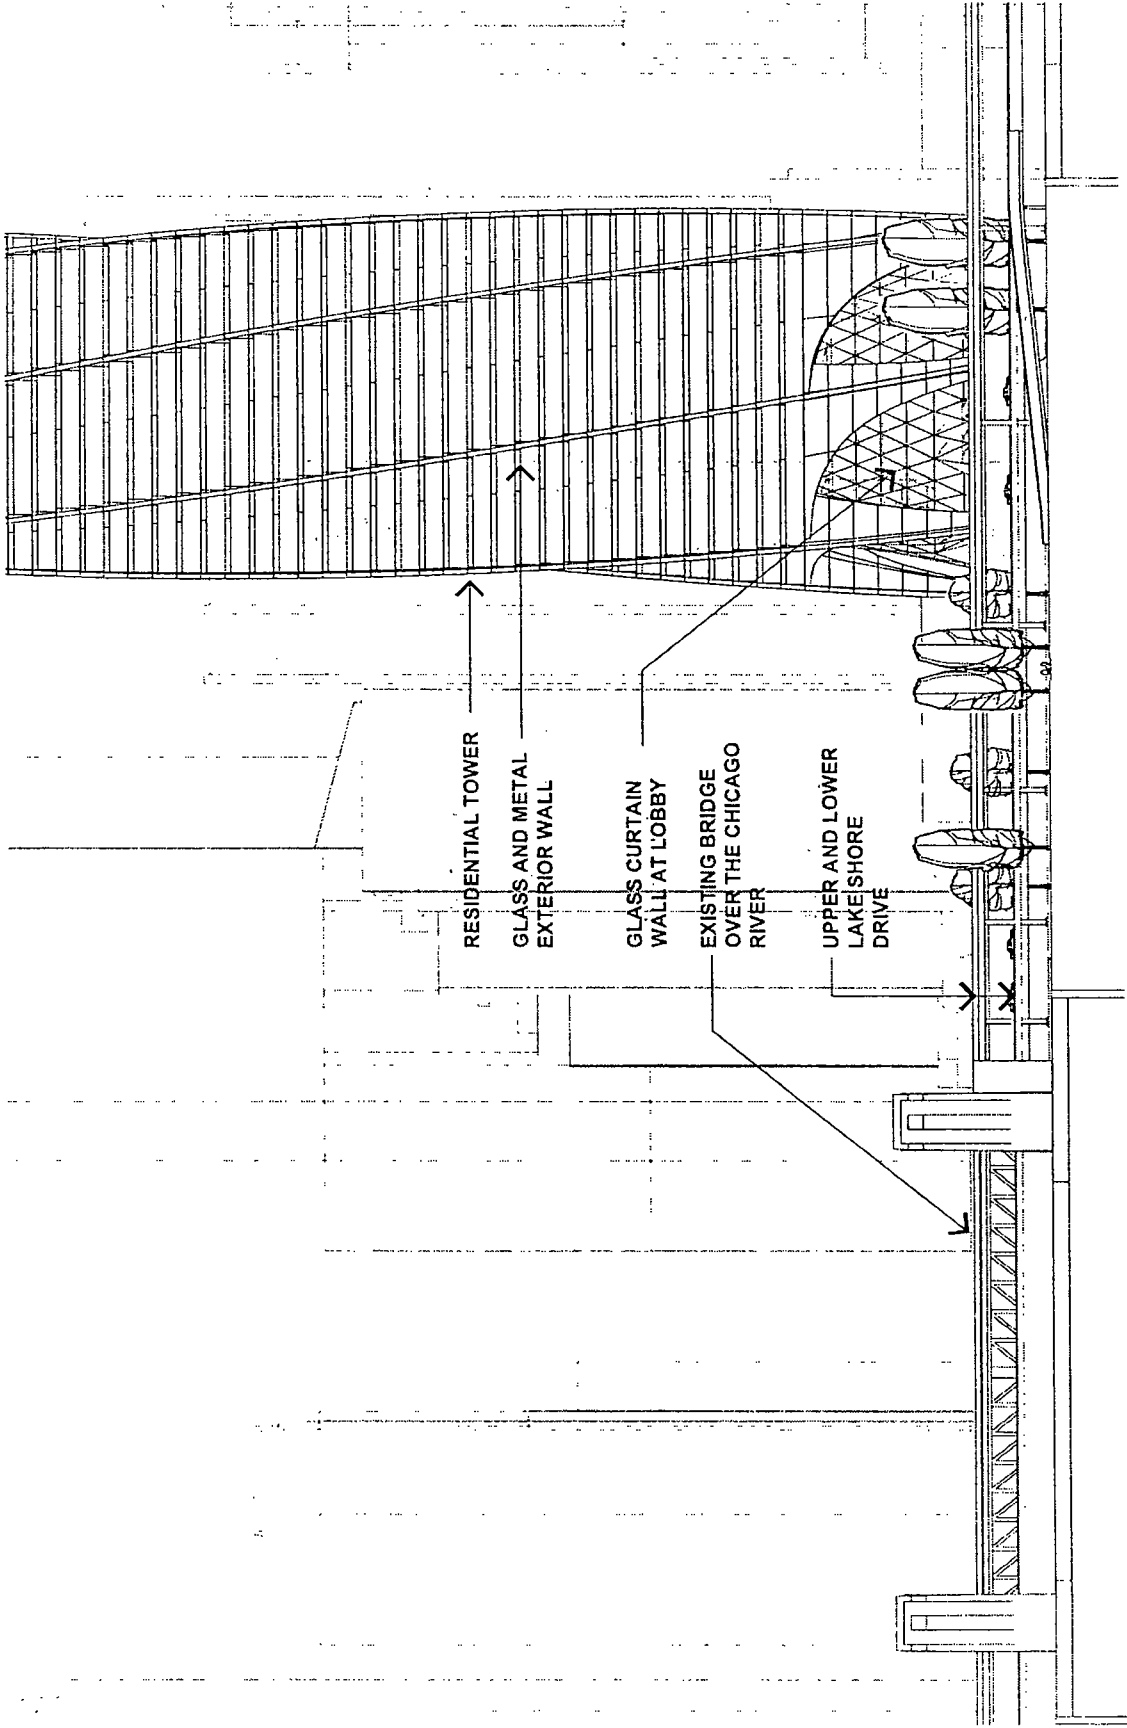 RESIDENTIAL TOWER
GLASS AND METAL
EXTERIOR WALL
GLASS CURTAIN
WALL AT LOBBY
EXISTING BRIDGE
OVER THE CHICAGO
RIVER
UPPER AND LOWER
LAKE SHORE
DRIVE